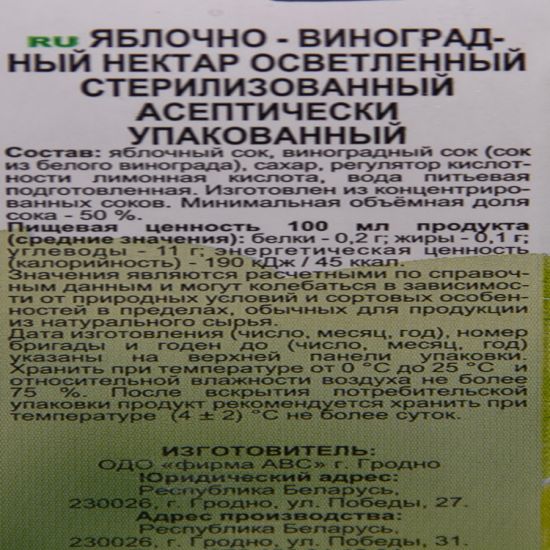 RU ЯБЛОЧНО - ВИНОГРАД-
НЫЙ НЕКТАР ОСВЕТЛЕННЫЙ
СТЕРИЛИЗОВАННЫЙ
АСЕПТИЧЕСКИ
УПАКОВАННЫЙ
Состав: яблочный сок, виноградный сок (сок
из белого винограда), сахар, регулятор кислот-
ности лимонная кислота, вода питьевая
подготовленная. Изготовлен из концентриро-
ванных соков. Минимальная объёмная доля
сока - 50 %.
Пищевая ценность 100 мл продукта
(средние значения): белки - 0,2 г; жиры - 0,1 г;
углеводы - 11 г; энергетическая ценность
(калорийность) - 190 кДж / 45 ккал.
Значения являются расчетными по справоч-
ным данным и могут колебаться в зависимос-
ти от природных условий и сортовых особен-
ностей в пределах, обычных для продукции
из натурального сырья.
Дата изготовления (число, месяц, год), номер
бригады и годен до (число, месяц, год)
указаны на верхней панели упаковки.
Хранить при температуре от 0 °С до 25 °С и
относительной влажности воздуха не более
75 %. После вскрытия потребительской
упаковки продукт рекомендуется хранить при
температуре (4 ± 2) °С не более суток.
ИЗГОТОВИТЕЛЬ:
ОДО «фирма АВС» г. Гродно
Юридический адрес:
Республика Беларусь,
230026, г. Гродно, ул. Победы, 27.
Адрес производства:
Республика Беларусь,
230026, г. Гродно, ул. Победы, 31.